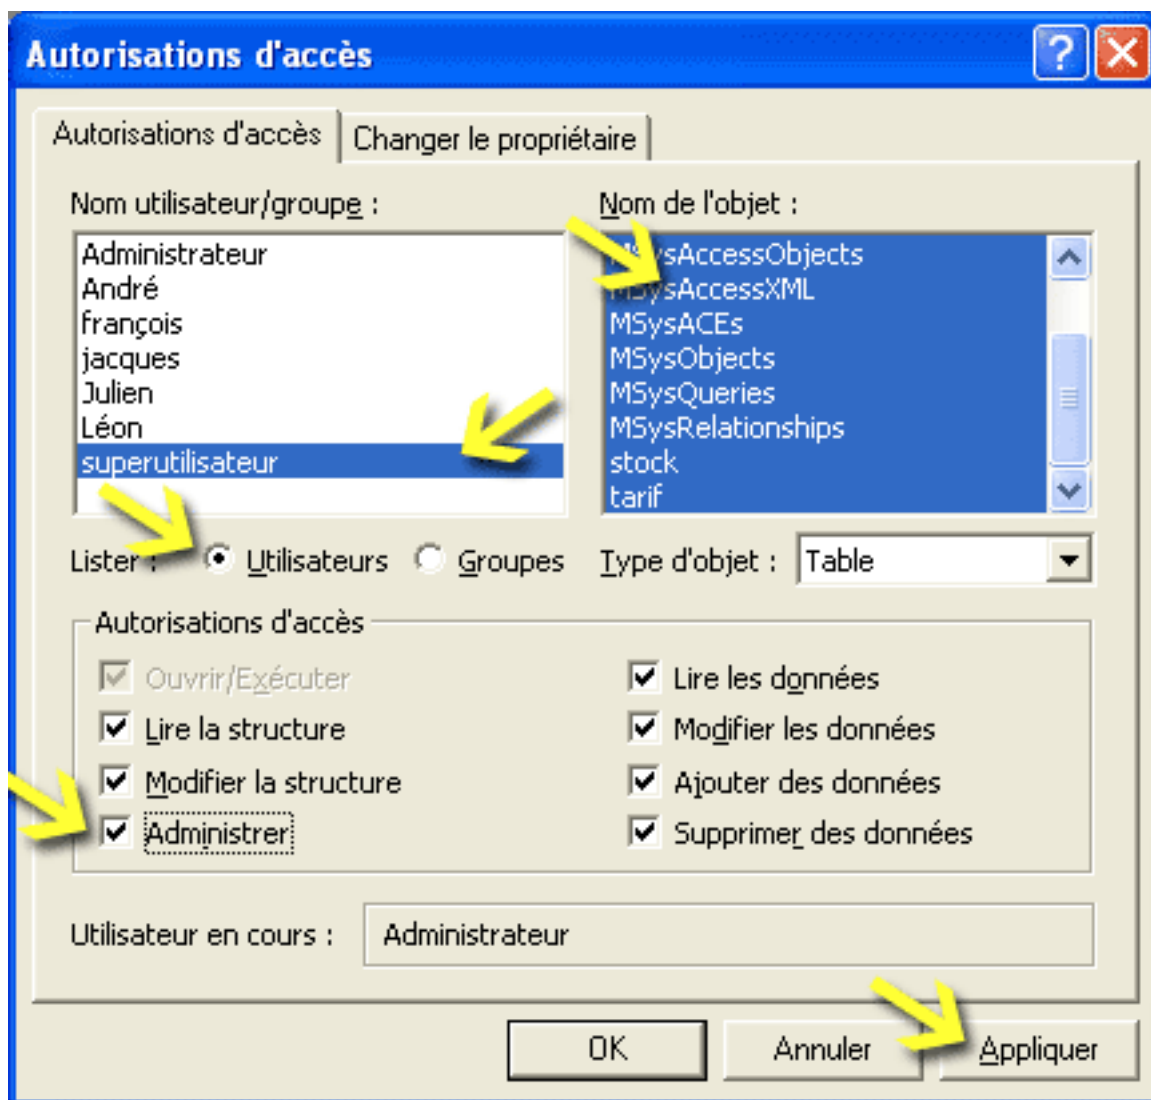 Autorisations d'accès
Autorisations d'accès
Changer le propriétaire
Nom utilisateur/groupe :
Administrateur
André
françois
jacques
Julien
Léon
superutilisateur
Nom de l'objet :
MSysAccessObjects
MSysAccessXML
MSysACEs
MSysObjects
MSysQueries
MSysRelationships
stock
tarif
Lister : Utilisateurs Groupes
Type d'objet : Table
Autorisations d'accès
Ouvrir/Exécuter
Lire la structure
Modifier la structure
Administrer
Lire les données
Modifier les données
Ajouter des données
Supprimer des données
Utilisateur en cours : Administrateur
OK Annuler Appliquer